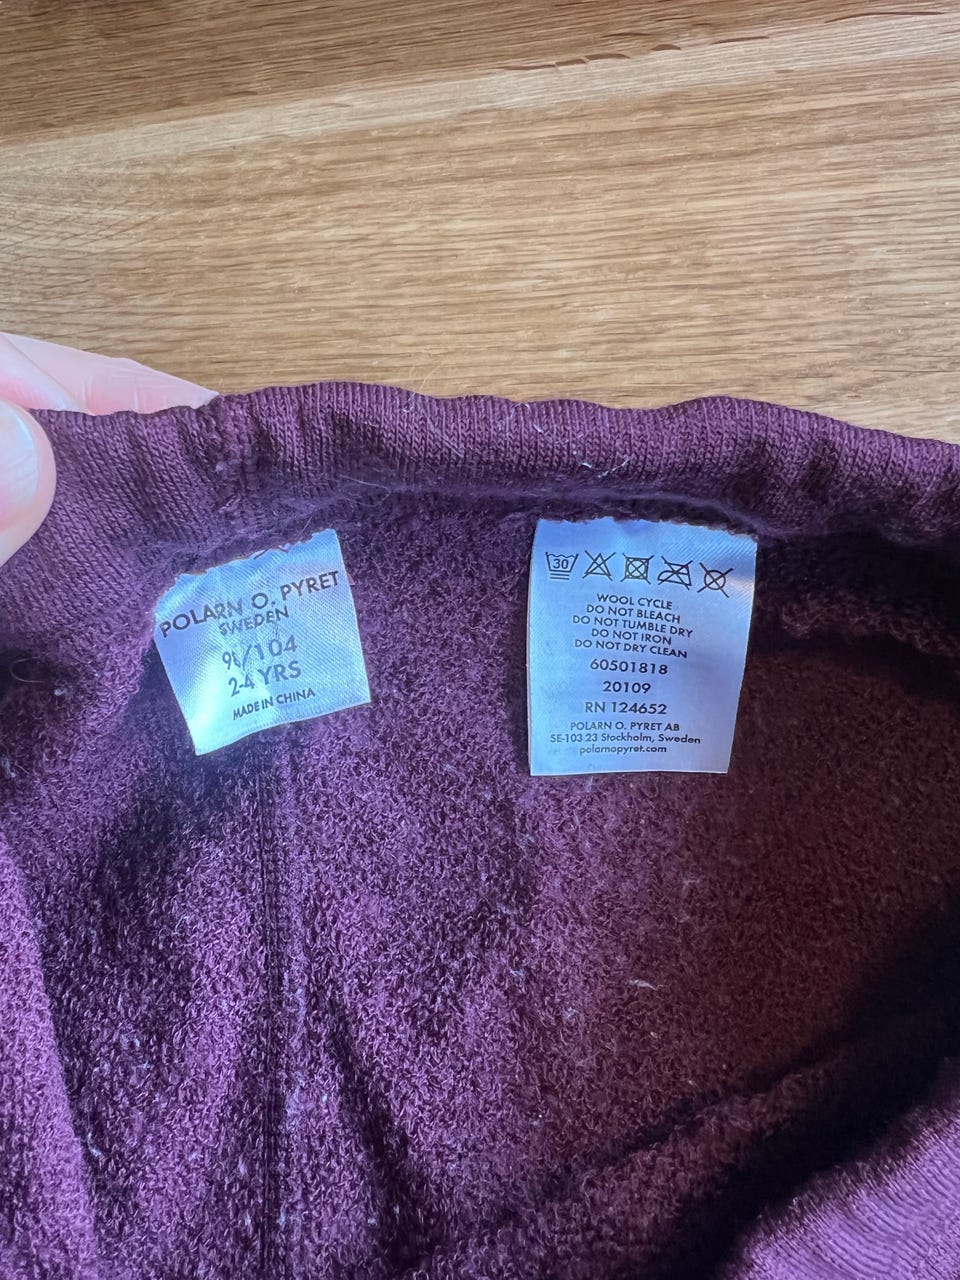 POLARN O. PYRET
SWEDEN
/104
2-4 YRS
MADE IN CHINA
30
WOOL CYCLE
DO NOT BLEACH
DO NOT TUMBLE DRY
DO NOT IRON
DO NOT DRY CLEAN
60501818
20109
RN 124652
POLARN O. PYRET AB
SE-103 23 Stockholm, Sweden
polarnopyret.com